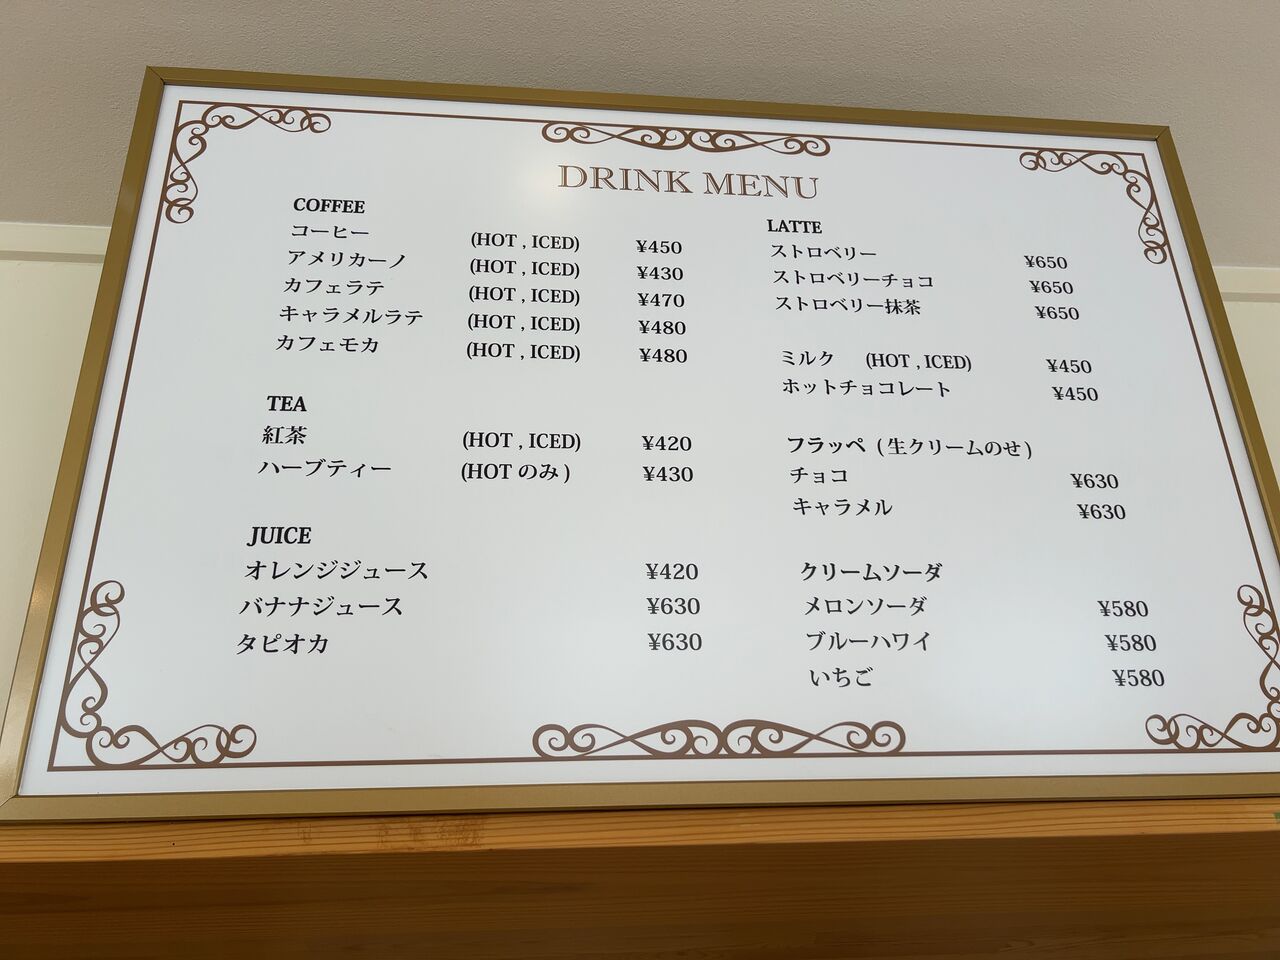 DRINK MENU
COFFEE
コーヒー (HOT , ICED) ¥450
アメリカーノ (HOT , ICED) ¥430
カフェラテ (HOT , ICED) ¥470
キャラメルラテ (HOT , ICED) ¥480
カフェモカ (HOT , ICED) ¥480
TEA
紅茶 (HOT , ICED) ¥420
ハーブティー (HOT のみ) ¥430
JUICE
オレンジジュース ¥420
バナナジュース ¥630
タピオカ ¥630
LATTE
ストロベリー ¥650
ストロベリーチョコ ¥650
ストロベリー抹茶 ¥650
ミルク (HOT , ICED) ¥450
ホットチョコレート ¥450
フラッペ (生クリームのせ)
チョコ ¥630
キャラメル ¥630
クリームソーダ
メロンソーダ ¥580
ブルーハワイ ¥580
いちご ¥580